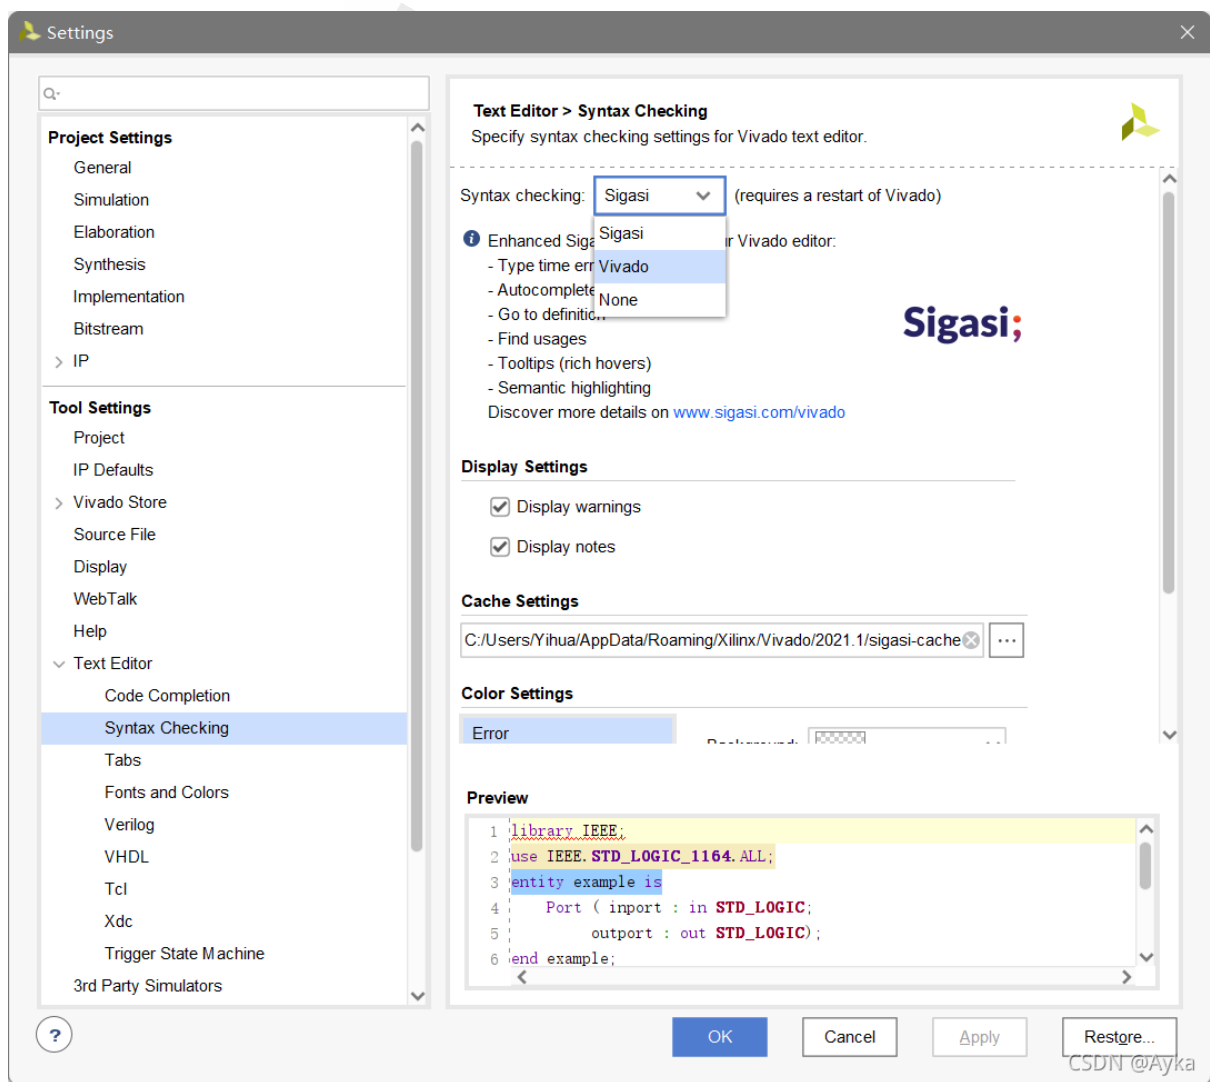 Settings
Project Settings
General
Simulation
Elaboration
Synthesis
Implementation
Bitstream
IP
Tool Settings
Project
IP Defaults
Vivado Store
Source File
Display
WebTalk
Help
Text Editor
Code Completion
Syntax Checking
Tabs
Fonts and Colors
Verilog
VHDL
Tcl
Xdc
Trigger State Machine
3rd Party Simulators
Text Editor > Syntax Checking
Specify syntax checking settings for Vivado text editor.
Syntax checking: Sigasi (requires a restart of Vivado)
Sigasi
Vivado
None
Enhanced Vivado editor:
- Type time
- Autocomplete
- Go to definition
- Find usages
- Tooltips (rich hovers)
- Semantic highlighting
Discover more details on www.sigasi.com/vivado
Sigasi;
Display Settings
Display warnings
Display notes
Cache Settings
C:/Users/Yihua/AppData/Roaming/Xilinx/Vivado/2021.1/sigasi-cache
...
Color Settings
Error
Preview
1 library IEEE;
2 use IEEE.STD_LOGIC_1164.ALL;
3 entity example is
4 Port ( inport : in STD_LOGIC;
5 outport : out STD_LOGIC);
6 end example;
?
OK
Cancel
Apply
Restore...
CSDN @Ayka